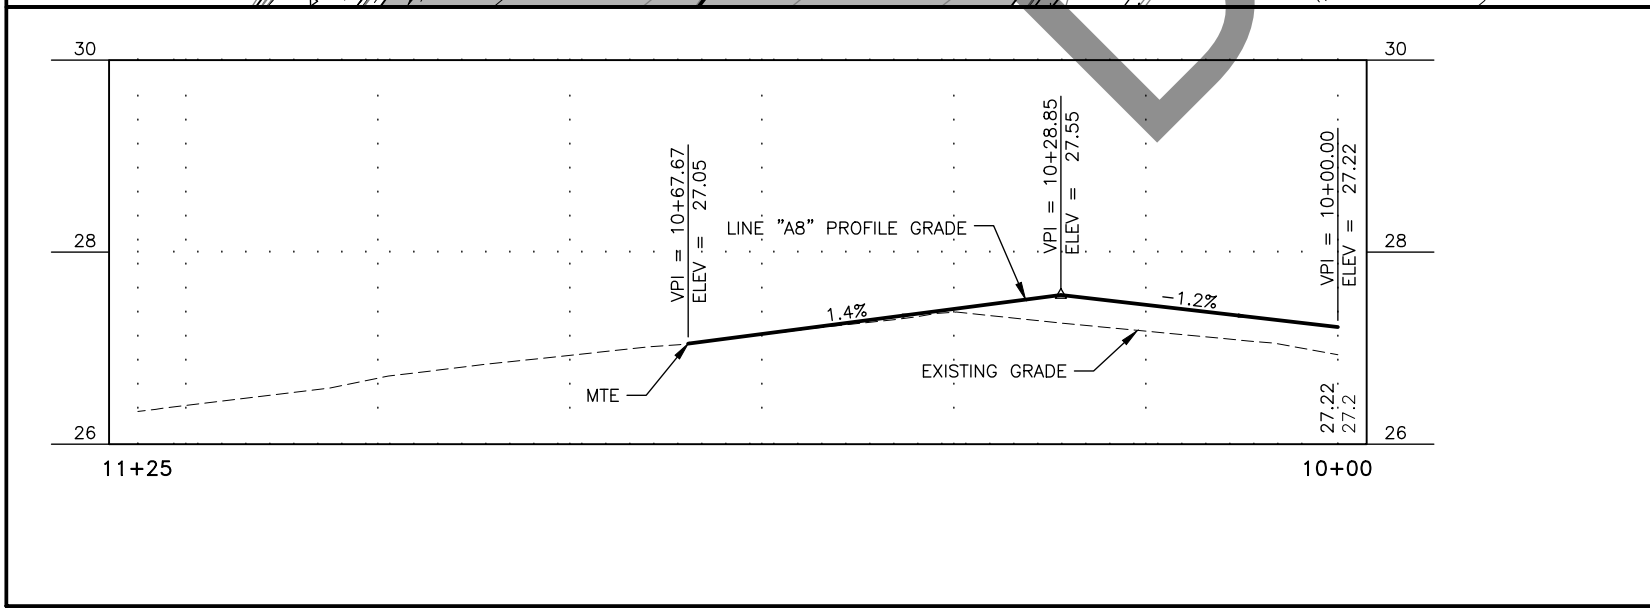 30
30
VPI = 10+67.67
ELEV = 27.05
VPI = 10+28.85
ELEV = 27.55
VPI = 10+00.00
ELEV = 27.22
LINE "A8" PROFILE GRADE
28
28
1.4%
-1.2%
EXISTING GRADE
MTE
27.22
27.2
26
26
11+25
10+00